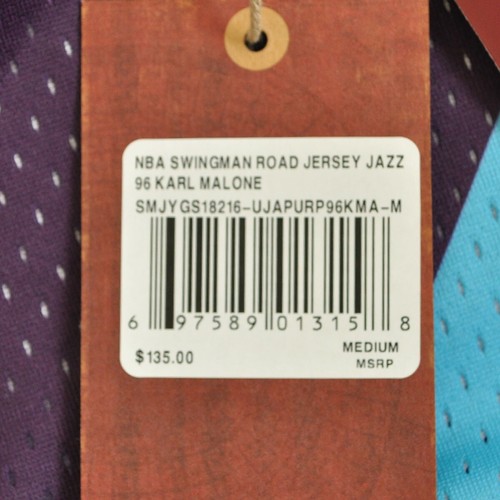 NBA SWINGMAN ROAD JERSEY JAZZ
96 KARL MALONE
SMJYGS18216-UJAPURP96KMA-M
6 97589 01315 8
$135.00
MEDIUM
MSRP